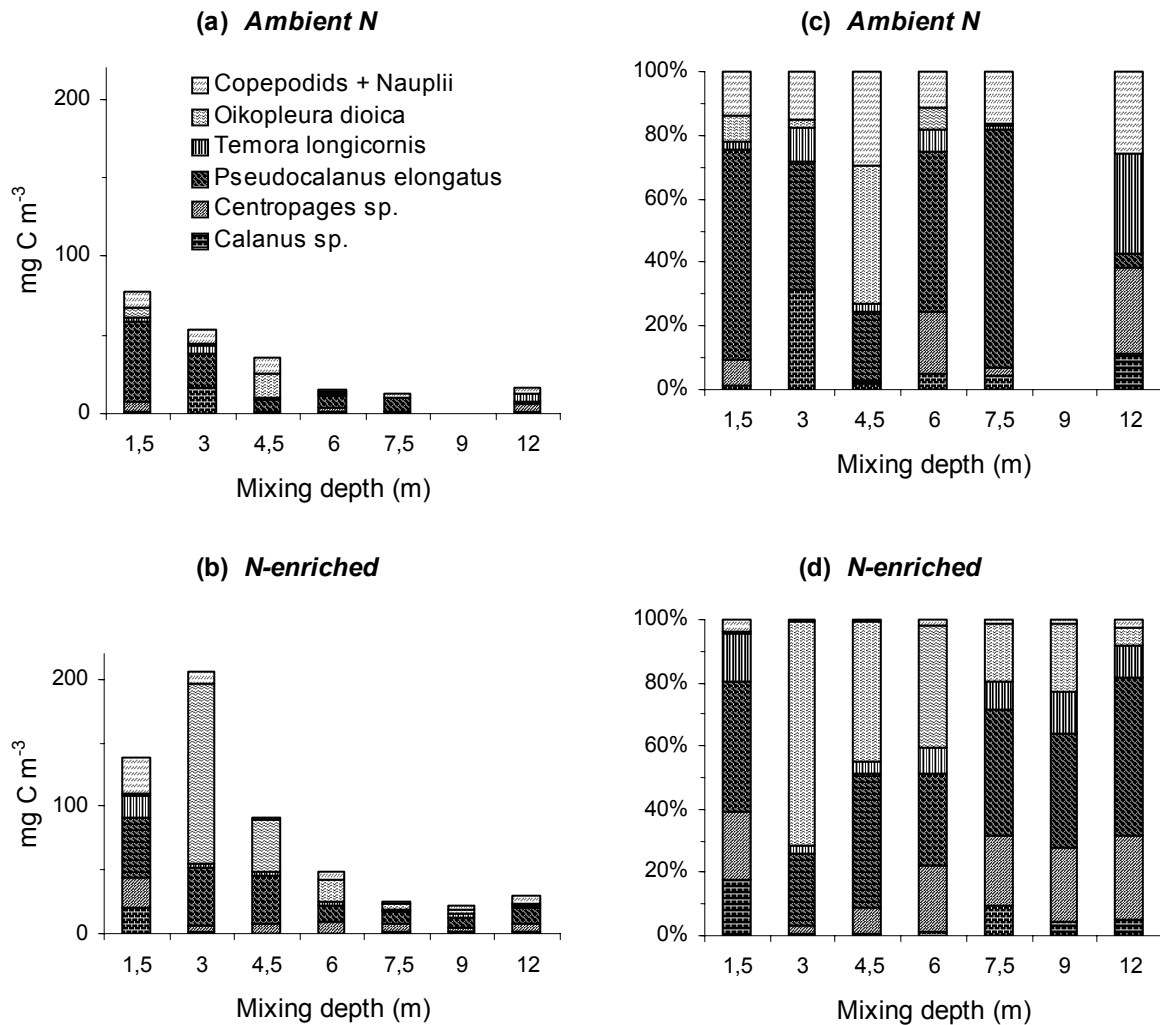 (a) Ambient N
mg C m-3
200
100
0
Copepodids + Nauplii
Oikopleura dioica
Temora longicornis
Pseudocalanus elongatus
Centropages sp.
Calanus sp.
1,5 3 4,5 6 7,5 9 12
Mixing depth (m)
(c) Ambient N
100%
80%
60%
40%
20%
0%
1,5 3 4,5 6 7,5 9 12
Mixing depth (m)
(b) N-enriched
mg C m-3
200
100
0
1,5 3 4,5 6 7,5 9 12
Mixing depth (m)
(d) N-enriched
100%
80%
60%
40%
20%
0%
1,5 3 4,5 6 7,5 9 12
Mixing depth (m)